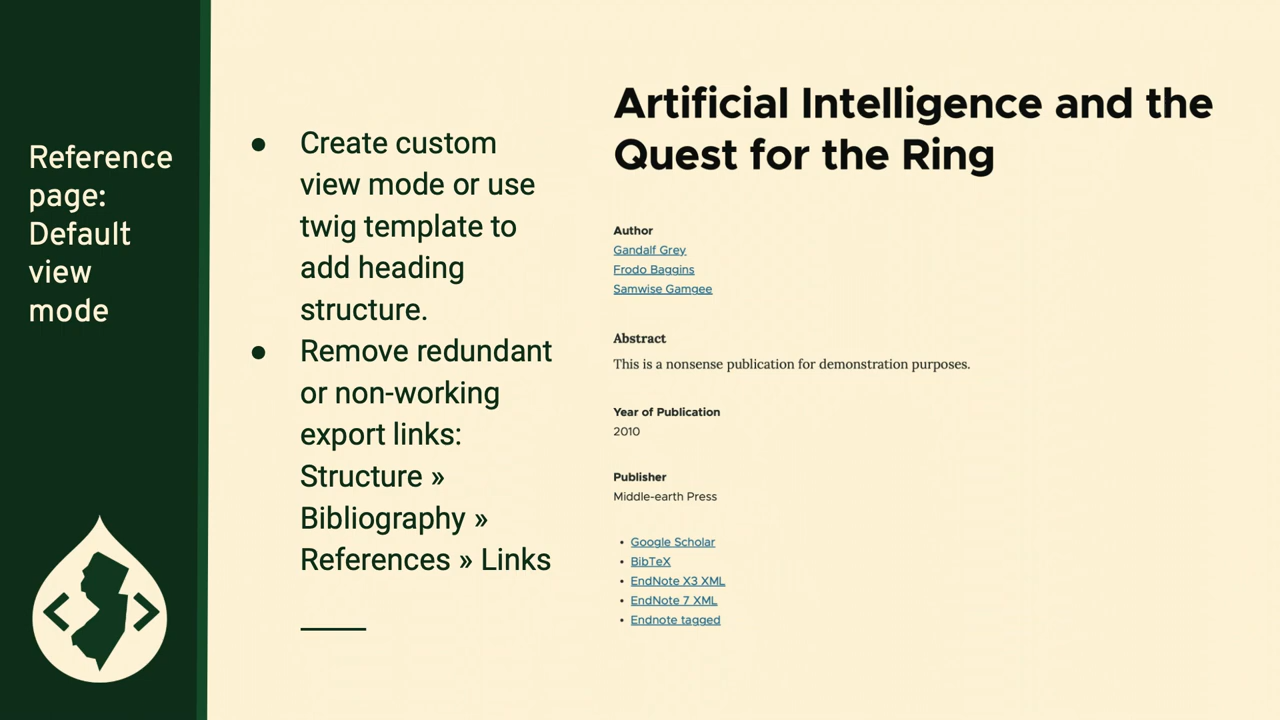 Reference
page:
Default
view
mode
● Create custom
view mode or use
twig template to
add heading
structure.
● Remove redundant
or non-working
export links:
Structure »
Bibliography »
References » Links
Artificial Intelligence and the
Quest for the Ring
Author
Gandalf Grey
Frodo Baggins
Samwise Gamgee
Abstract
This is a nonsense publication for demonstration purposes.
Year of Publication
2010
Publisher
Middle-earth Press
• Google Scholar
• BibTeX
• EndNote X3 XML
• EndNote 7 XML
• Endnote tagged